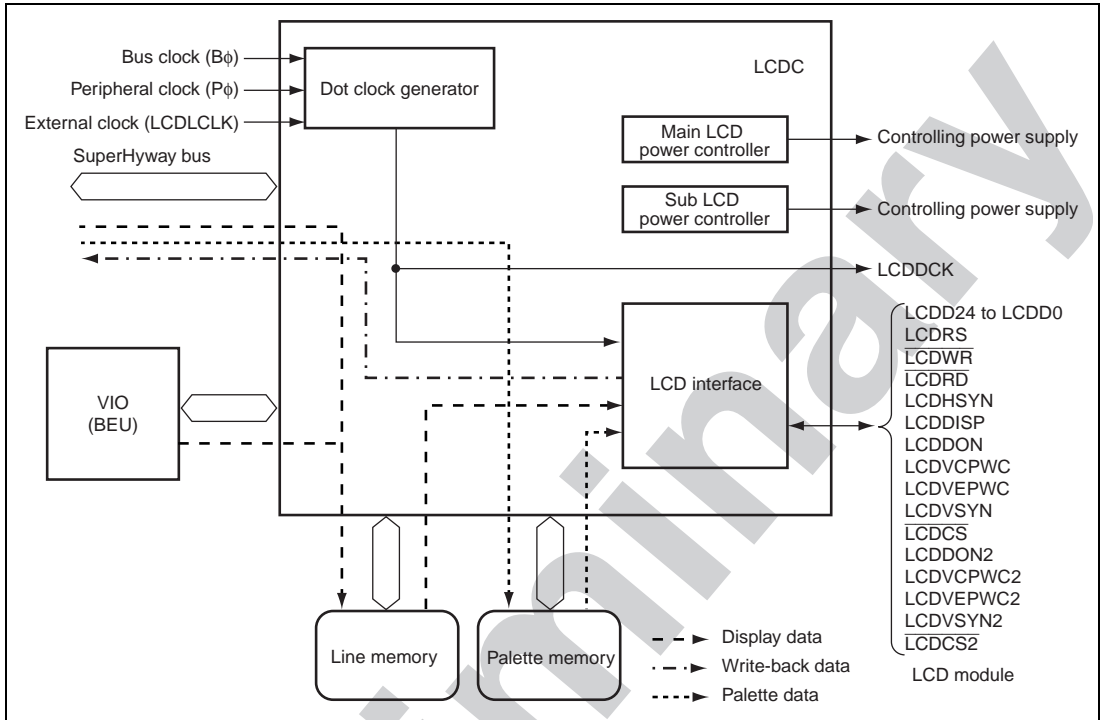 Bus clock (Bϕ)
Peripheral clock (Pϕ)
External clock (LCDLCLK)
SuperHyway bus
Dot clock generator
LCDC
Main LCD
power controller
Controlling power supply
Sub LCD
power controller
Controlling power supply
LCDDCK
VIO
(BEU)
LCD interface
LCDD24 to LCDD0
LCDRS
LCDWR
LCDRD
LCDHSYN
LCDDISP
LCDDON
LCDVCPWC
LCDVEPWC
LCDVSYN
LCDCS
LCDDON2
LCDVCPWC2
LCDVEPWC2
LCDVSYN2
LCDCS2
LCD module
Line memory
Palette memory
Display data
Write-back data
Palette data